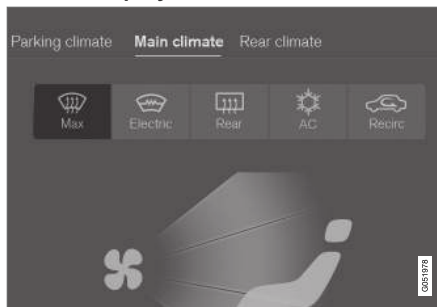 Parking climate Main climate Rear climate
Max Electric Rear AC Recirc
G051978